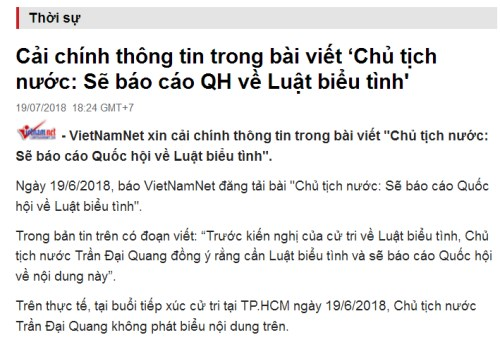 Thời sự
Cải chính thông tin trong bài viết ‘Chủ tịch
nước: Sẽ báo cáo QH về Luật biểu tình'
19/07/2018 18:24 GMT+7
vietnamnet - VietNamNet xin cải chính thông tin trong bài viết "Chủ tịch nước:
Sẽ báo cáo Quốc hội về Luật biểu tình".
Ngày 19/6/2018, báo VietNamNet đăng tải bài "Chủ tịch nước: Sẽ báo cáo Quốc
hội về Luật biểu tình".
Trong bản tin trên có đoạn viết: “Trước kiến nghị của cử tri về Luật biểu tình, Chủ
tịch nước Trần Đại Quang đồng ý rằng cần Luật biểu tình và sẽ báo cáo Quốc hội
về nội dung này”.
Trên thực tế, tại buổi tiếp xúc cử tri tại TP.HCM ngày 19/6/2018, Chủ tịch nước
Trần Đại Quang không phát biểu nội dung trên.